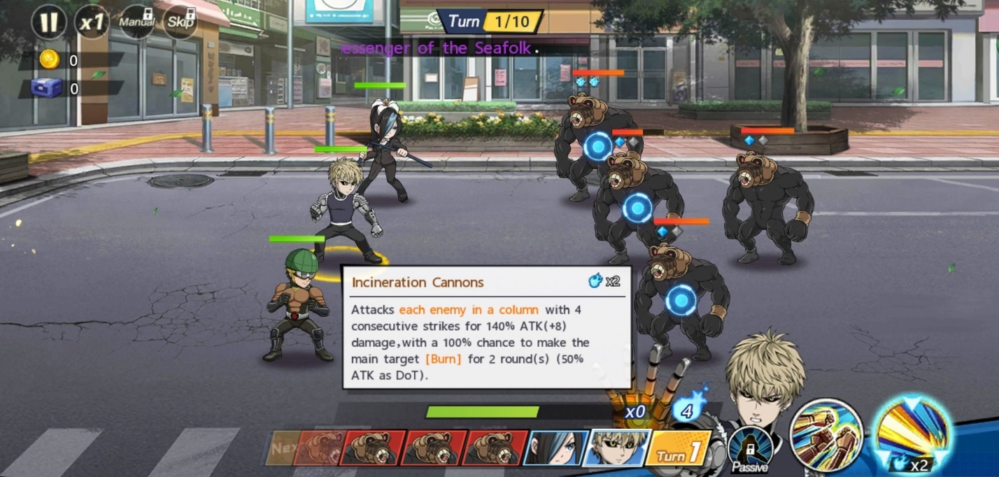 x1
Manual
Skip
Turn 1/10
essenger of the Seafolk.
0
0
Incineration Cannons
x2
Attacks each enemy in a column with 4
consecutive strikes for 140% ATK(+8)
damage,with a 100% chance to make the
main target [Burn] for 2 round(s) (50%
ATK as DoT).
x0
4
Nex
Turn 1
Passive
x2